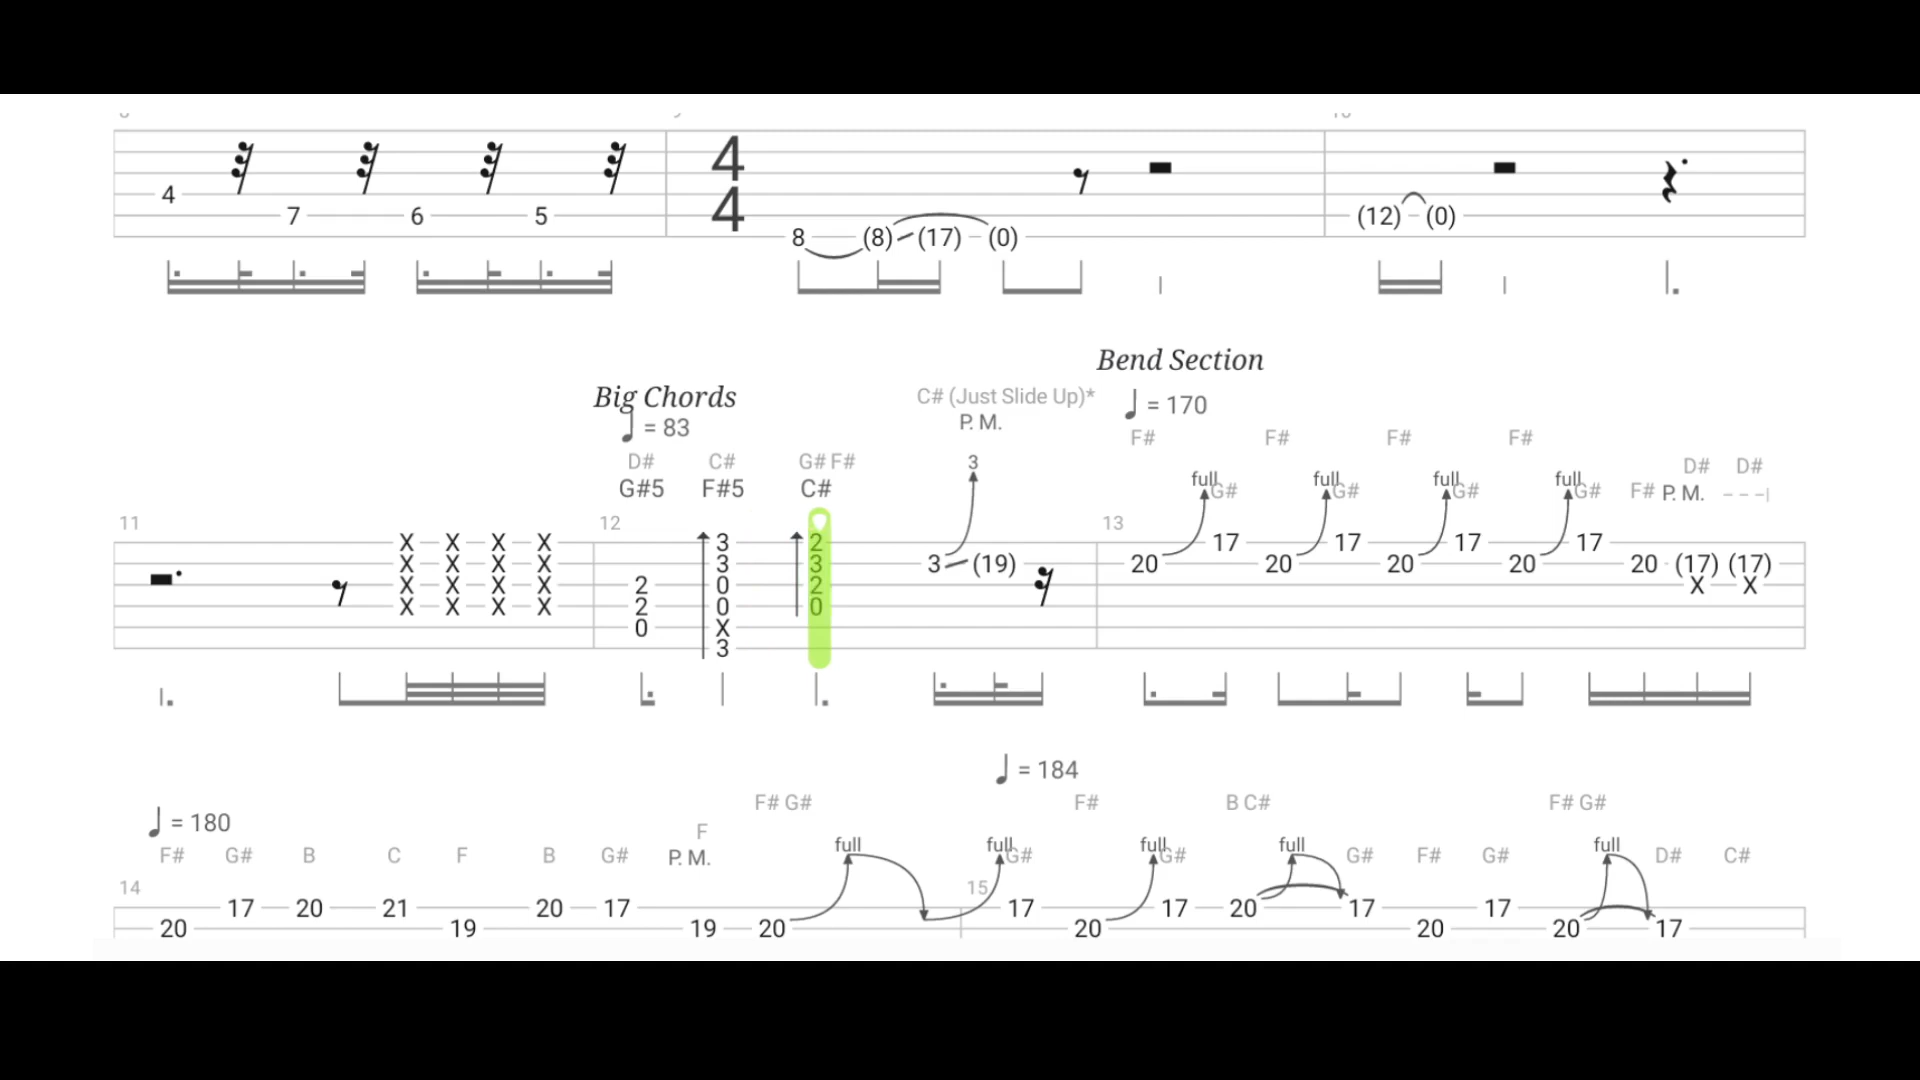 4 7 6 5
4
4
8 (8) (17) (0)
(12) (0)
Bend Section
Big Chords
C# (Just Slide Up)*
= 170
P. M.
= 83
F# F# F# F#
D# C# G# F# 3 D# D#
G#5 F#5 C# full G# full G# full G# full G# F# P. M. – – –|
11 12 13
X X X X 3 2 17 17 17 17
X X X X 3 3 3 (19) 20 20 20 20 20 (17) (17)
X X X X 2 0 2 X X
X X X X 2 0 0
0 X
3
= 184
F# G# F# B C# F# G#
= 180
F
full full full full full
F# G# B C F B G# P. M. G# G# G# F# G# D# C#
14 15
17 20 21 20 17 17 17 20 17 17
20 19 19 20 20 20 20 17